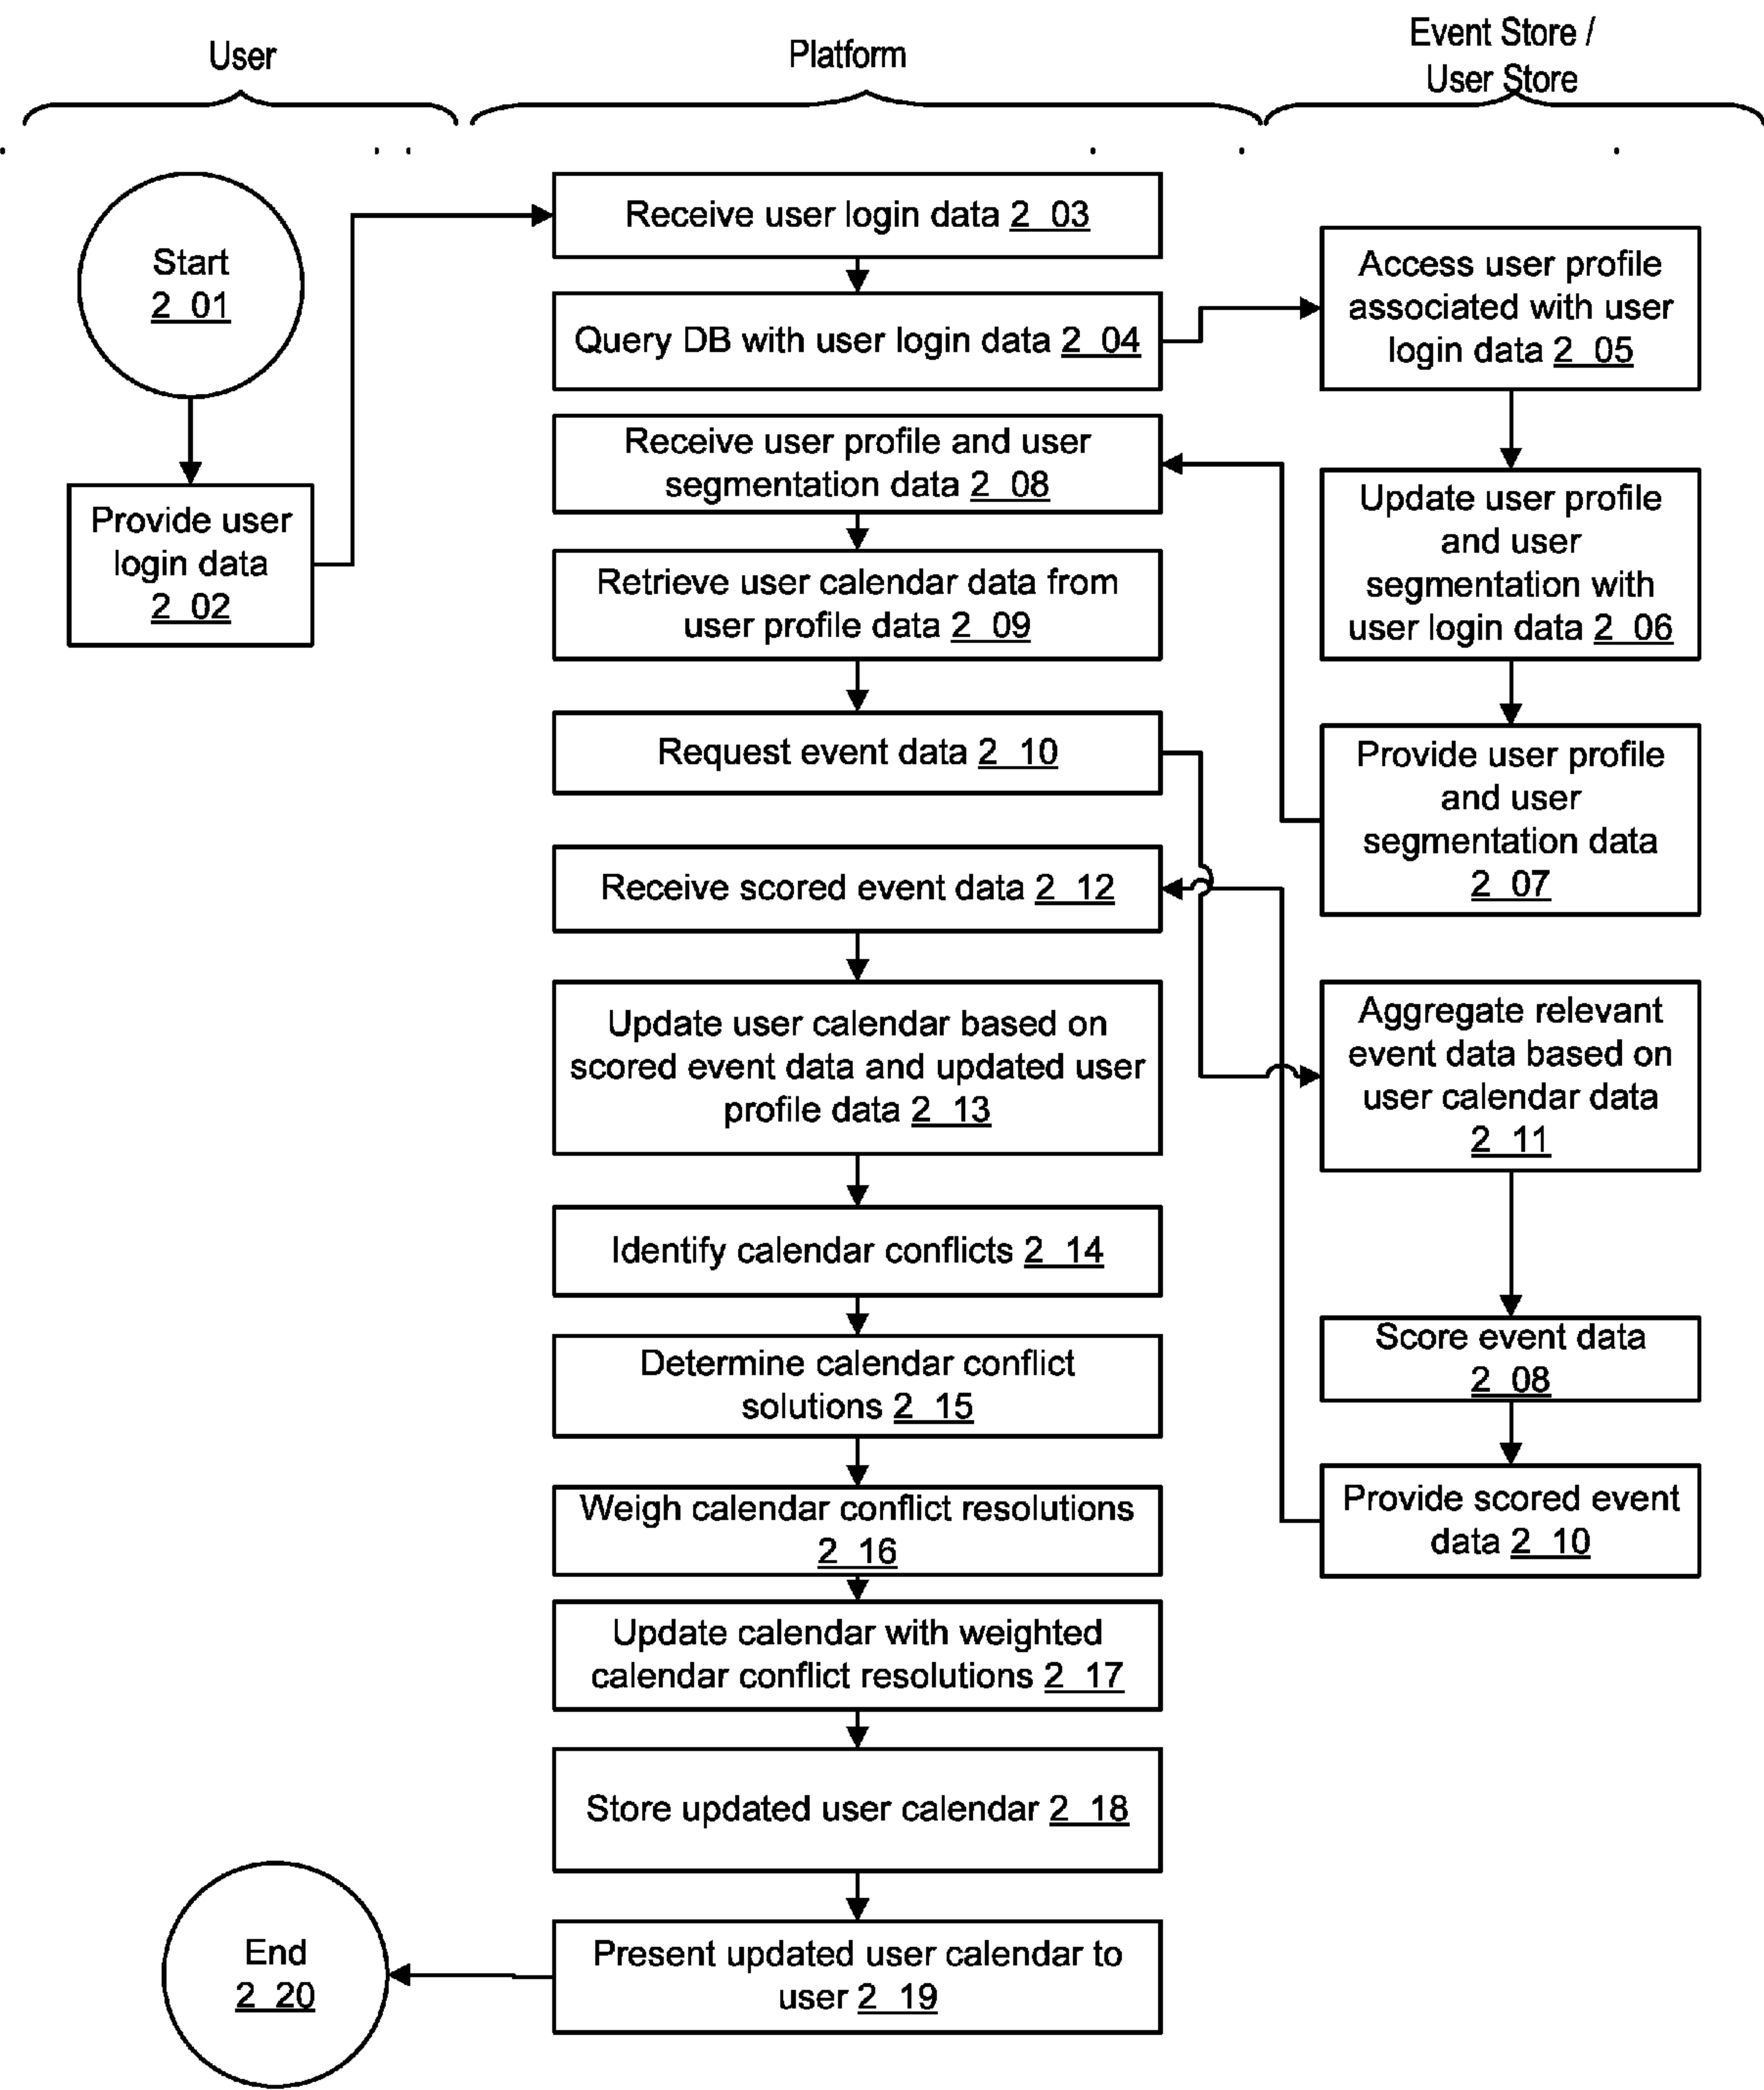 User
Platform
Event Store /
User Store
Start
2_01
Provide user
login data
2_02
Receive user login data 2_03
Query DB with user login data 2_04
Access user profile
associated with user
login data 2_05
Update user profile
and user
segmentation with
user login data 2_06
Provide user profile
and user
segmentation data
2_07
Receive user profile and user
segmentation data 2_08
Retrieve user calendar data from
user profile data 2_09
Request event data 2_10
Aggregate relevant
event data based on
user calendar data
2_11
Score event data
2_08
Provide scored event
data 2_10
Receive scored event data 2_12
Update user calendar based on
scored event data and updated user
profile data 2_13
Identify calendar conflicts 2_14
Determine calendar conflict
solutions 2_15
Weigh calendar conflict resolutions
2_16
Update calendar with weighted
calendar conflict resolutions 2_17
Store updated user calendar 2_18
Present updated user calendar to
user 2_19
End
2_20